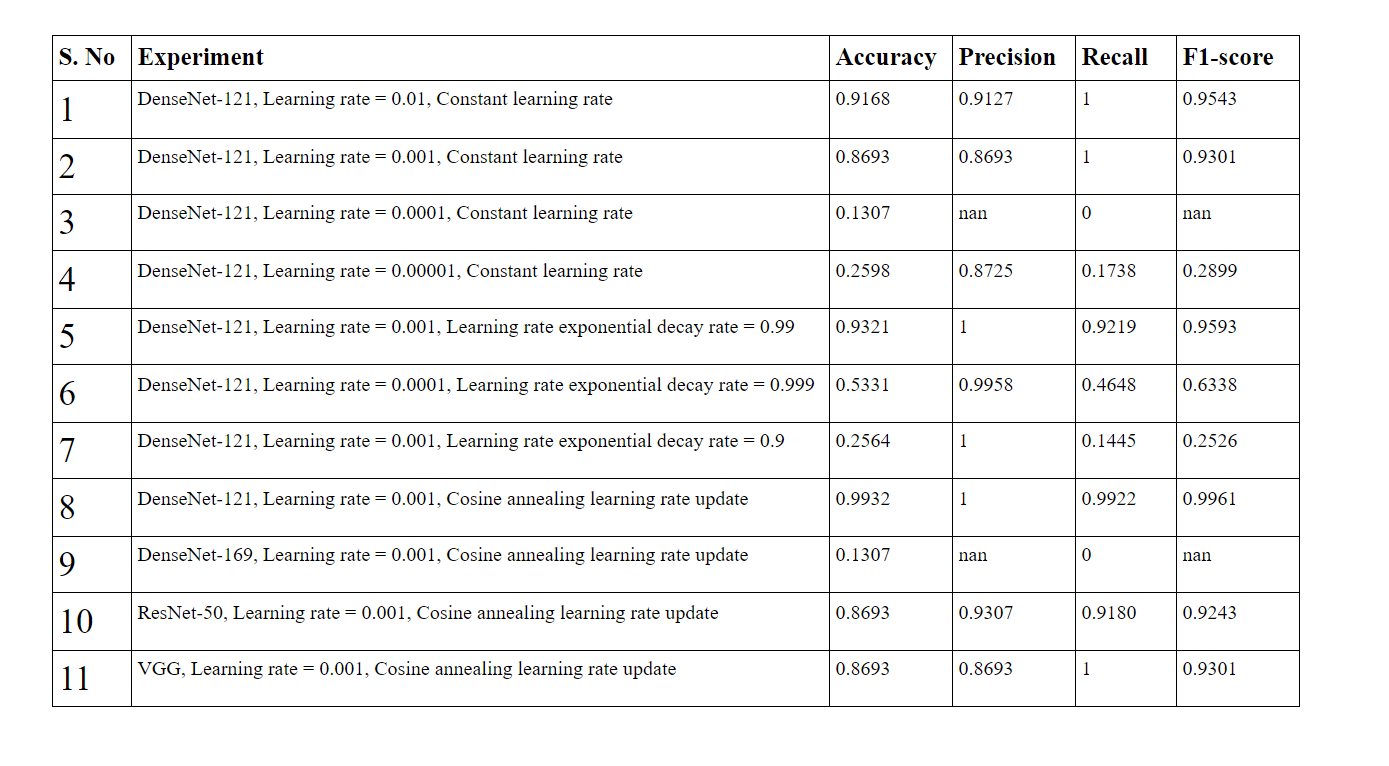 S. No Experiment Accuracy Precision Recall F1-score
1 DenseNet-121, Learning rate = 0.01, Constant learning rate 0.9168 0.9127 1 0.9543
2 DenseNet-121, Learning rate = 0.001, Constant learning rate 0.8693 0.8693 1 0.9301
3 DenseNet-121, Learning rate = 0.0001, Constant learning rate 0.1307 nan 0 nan
4 DenseNet-121, Learning rate = 0.00001, Constant learning rate 0.2598 0.8725 0.1738 0.2899
5 DenseNet-121, Learning rate = 0.001, Learning rate exponential decay rate = 0.99 0.9321 1 0.9219 0.9593
6 DenseNet-121, Learning rate = 0.0001, Learning rate exponential decay rate = 0.999 0.5331 0.9958 0.4648 0.6338
7 DenseNet-121, Learning rate = 0.001, Learning rate exponential decay rate = 0.9 0.2564 1 0.1445 0.2526
8 DenseNet-121, Learning rate = 0.001, Cosine annealing learning rate update 0.9932 1 0.9922 0.9961
9 DenseNet-169, Learning rate = 0.001, Cosine annealing learning rate update 0.1307 nan 0 nan
10 ResNet-50, Learning rate = 0.001, Cosine annealing learning rate update 0.8693 0.9307 0.9180 0.9243
11 VGG, Learning rate = 0.001, Cosine annealing learning rate update 0.8693 0.8693 1 0.9301